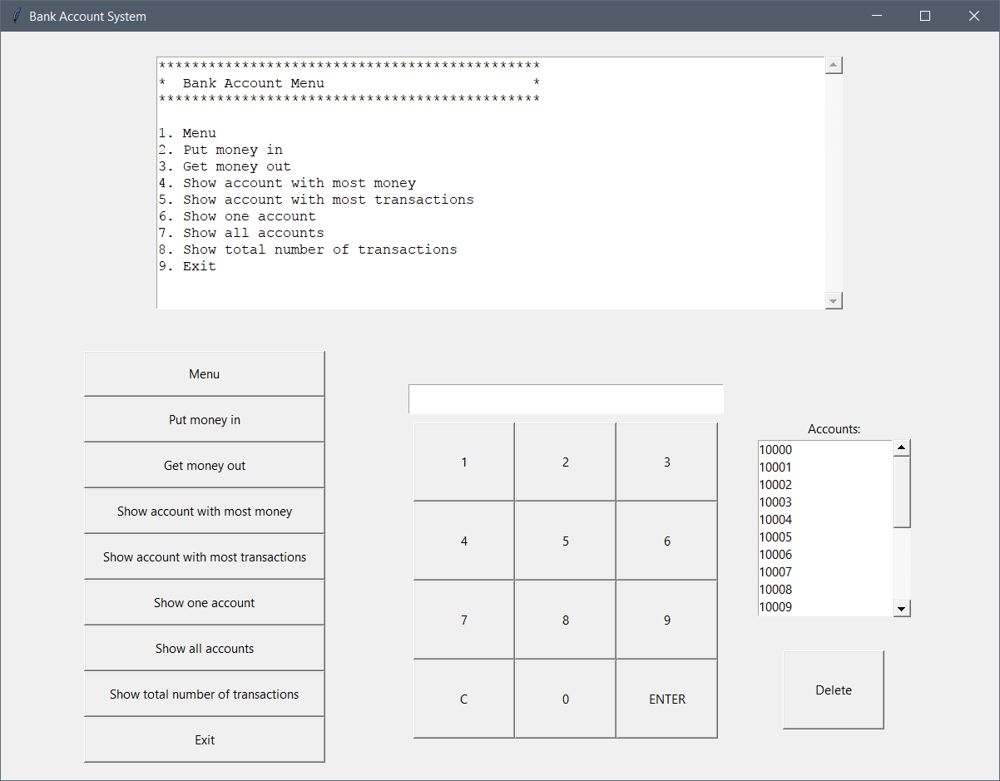 Bank Account System
**********************************************
*  Bank Account Menu                         *
**********************************************
1. Menu
2. Put money in
3. Get money out
4. Show account with most money
5. Show account with most transactions
6. Show one account
7. Show all accounts
8. Show total number of transactions
9. Exit
Menu
Put money in
Get money out
Show account with most money
Show account with most transactions
Show one account
Show all accounts
Show total number of transactions
Exit
1 2 3
4 5 6
7 8 9
C 0 ENTER
Accounts:
10000
10001
10002
10003
10004
10005
10006
10007
10008
10009
Delete